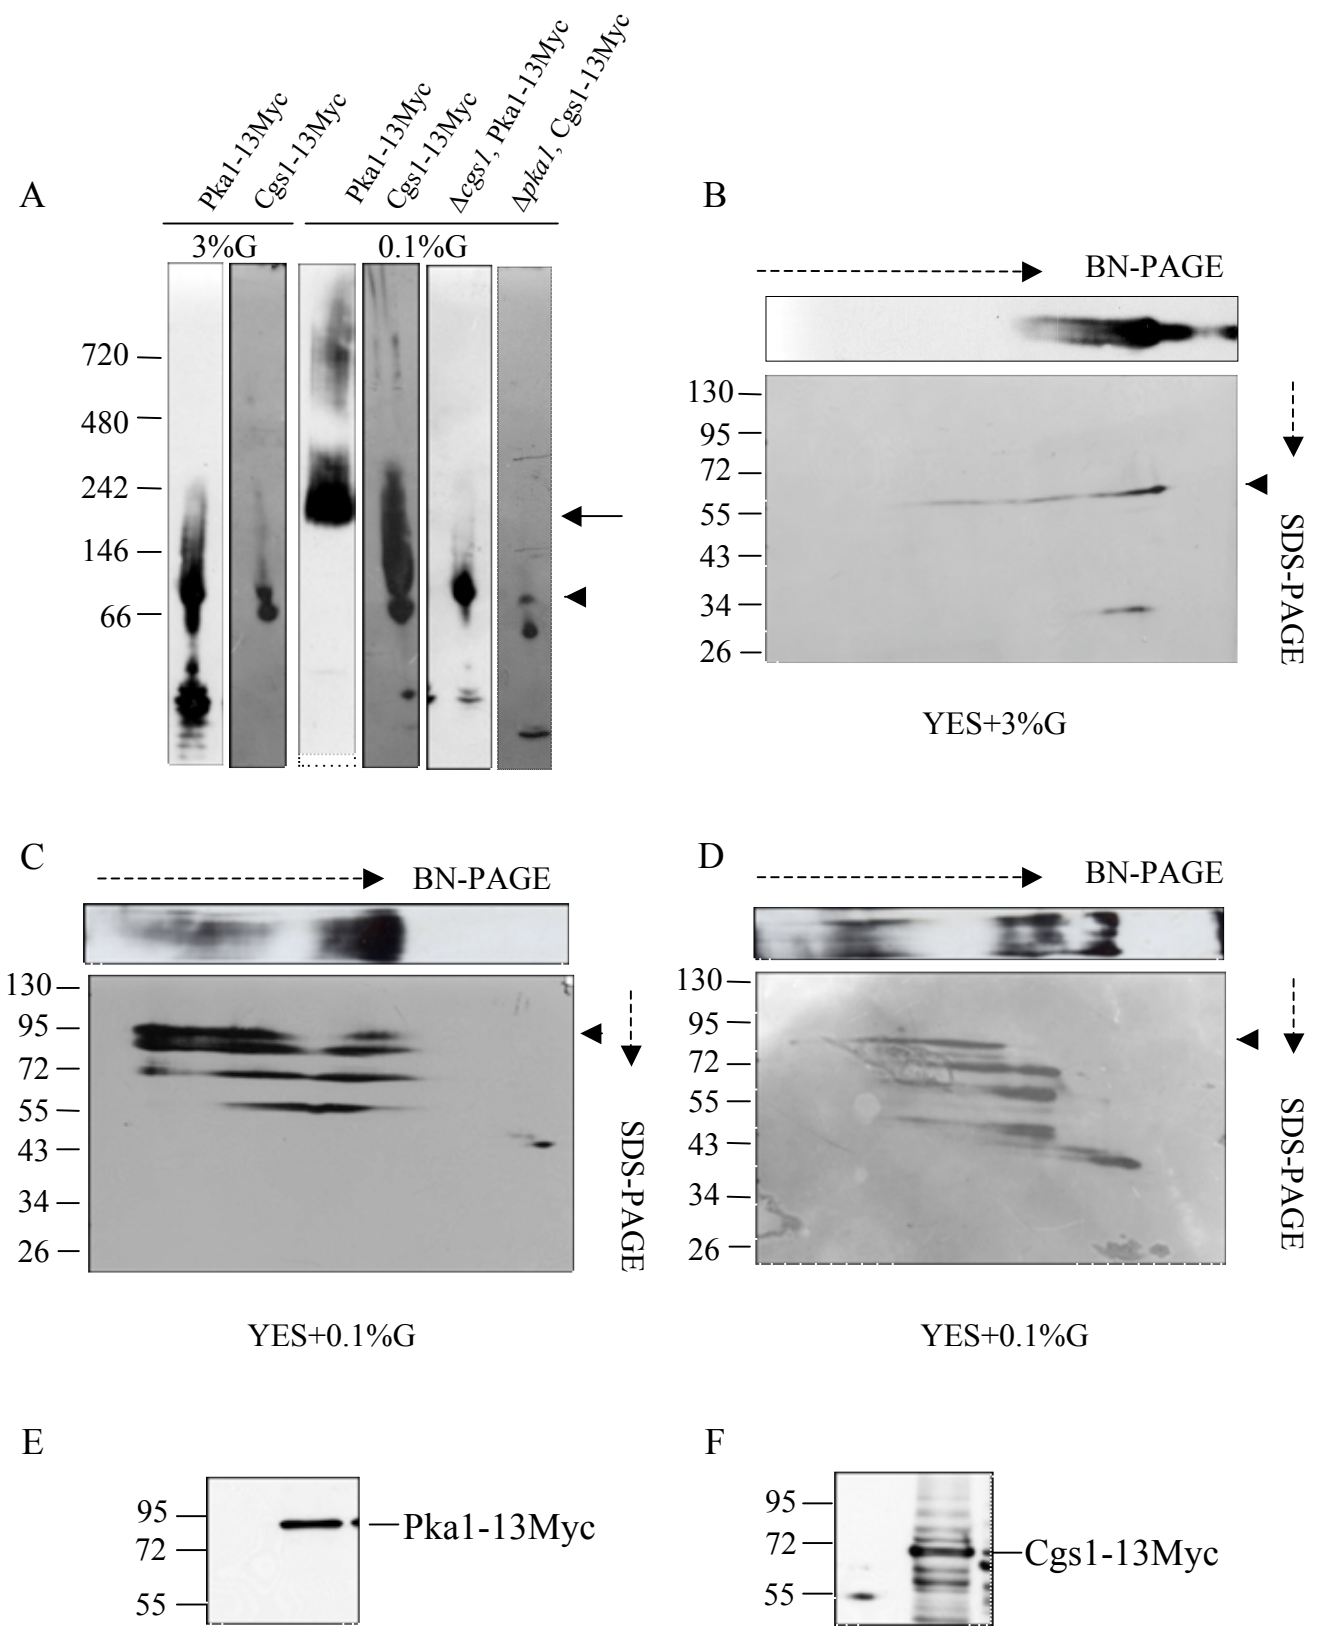 A
Pka1-13Myc
Cgs1-13Myc
Pka1-13Myc
Cgs1-13Myc
Δcgs1, Pka1-13Myc
Δpka1, Cgs1-13Myc
3%G
0.1%G
720
480
242
146
66
B
BN-PAGE
130
95
72
55
43
34
26
SDS-PAGE
YES+3%G
C
BN-PAGE
130
95
72
55
43
34
26
SDS-PAGE
YES+0.1%G
D
BN-PAGE
130
95
72
55
43
34
26
SDS-PAGE
YES+0.1%G
E
95
72
55
Pka1-13Myc
F
95
72
55
Cgs1-13Myc